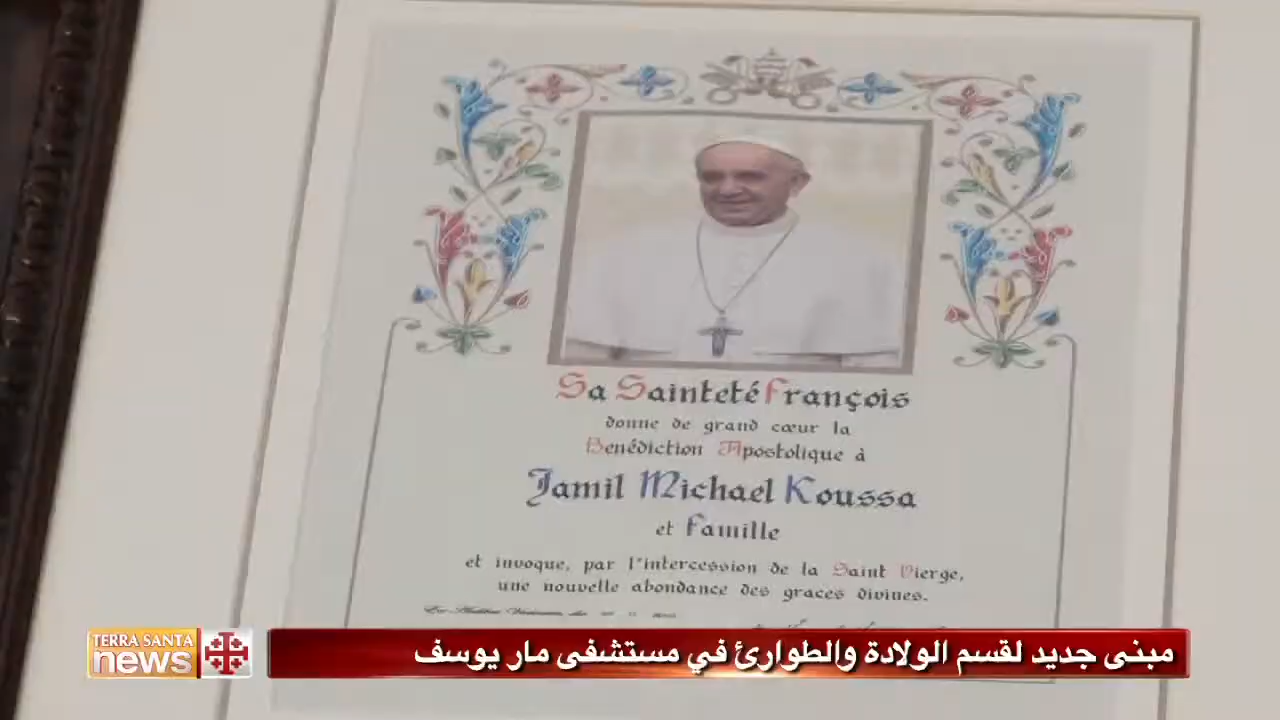 Sa Sainteté François
donne de grand cœur la
Benédiction Apostolique à
Jamil Michael Koussa
et famille
et invoque, par l'intercession de la Saint Vierge,
une nouvelle abondance des graces divines.
TERRA SANTA
news
مبنى جديد لقسم الولادة والطوارئ في مستشفى مار يوسف